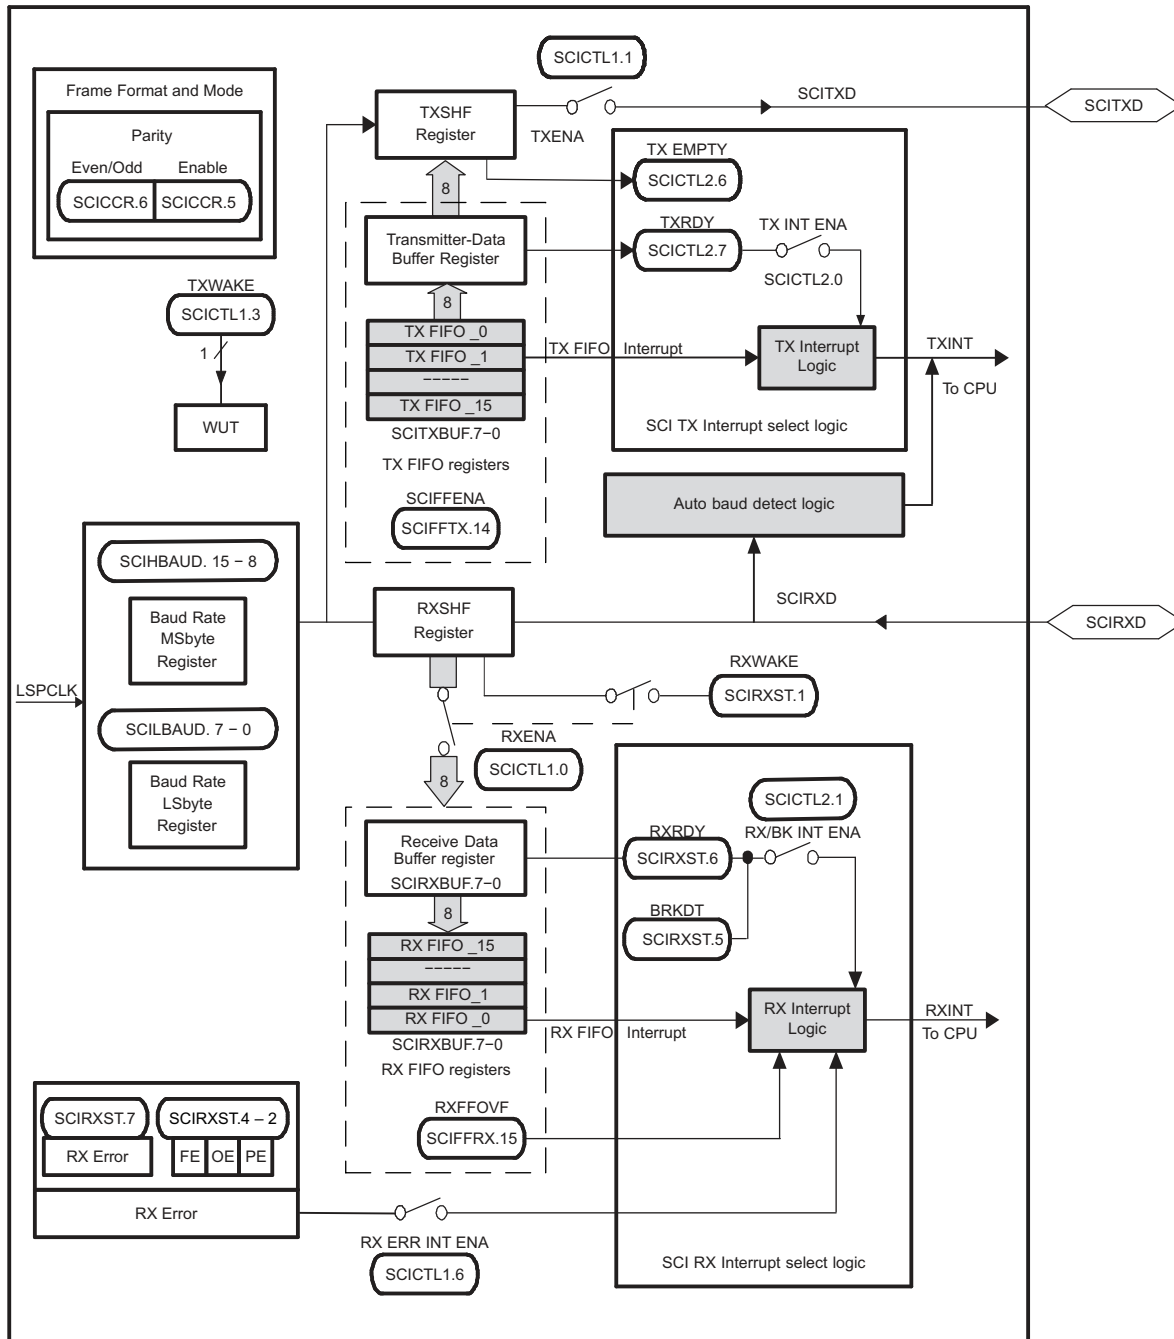 SCICTL1.1
Frame Format and Mode
Parity
Even/Odd Enable
SCICCR.6 SCICCR.5
TXSHF
Register
TXENA
SCITXD
SCITXD
TX EMPTY
SCICTL2.6
8
Transmitter-Data
Buffer Register
TXRDY
SCICTL2.7
TX INT ENA
SCICTL2.0
TXWAKE
SCICTL1.3
1
WUT
8
TX FIFO _0
TX FIFO _1
-----
TX FIFO _15
SCITXBUF.7−0
TX FIFO registers
TX FIFO Interrupt
TX Interrupt
Logic
TXINT
To CPU
SCI TX Interrupt select logic
SCIFFENA
SCIFFTX.14
Auto baud detect logic
SCIHBAUD. 15 − 8
Baud Rate
MSbyte
Register
LSPCLK
SCILBAUD. 7 − 0
Baud Rate
LSbyte
Register
RXSHF
Register
SCIRXD
SCIRXD
RXWAKE
SCIRXST.1
RXENA
SCICTL1.0
8
SCICTL2.1
RX/BK INT ENA
Receive Data
Buffer register
SCIRXBUF.7−0
RXRDY
SCIRXST.6
8
BRKDT
SCIRXST.5
RX FIFO _15
-----
RX FIFO_1
RX FIFO _0
SCIRXBUF.7−0
RX FIFO registers
RX FIFO Interrupt
RX Interrupt
Logic
RXINT
To CPU
RXFFOVF
SCIFFRX.15
SCIRXST.7 SCIRXST.4 − 2
RX Error FE OE PE
RX Error
RX ERR INT ENA
SCICTL1.6
SCI RX Interrupt select logic